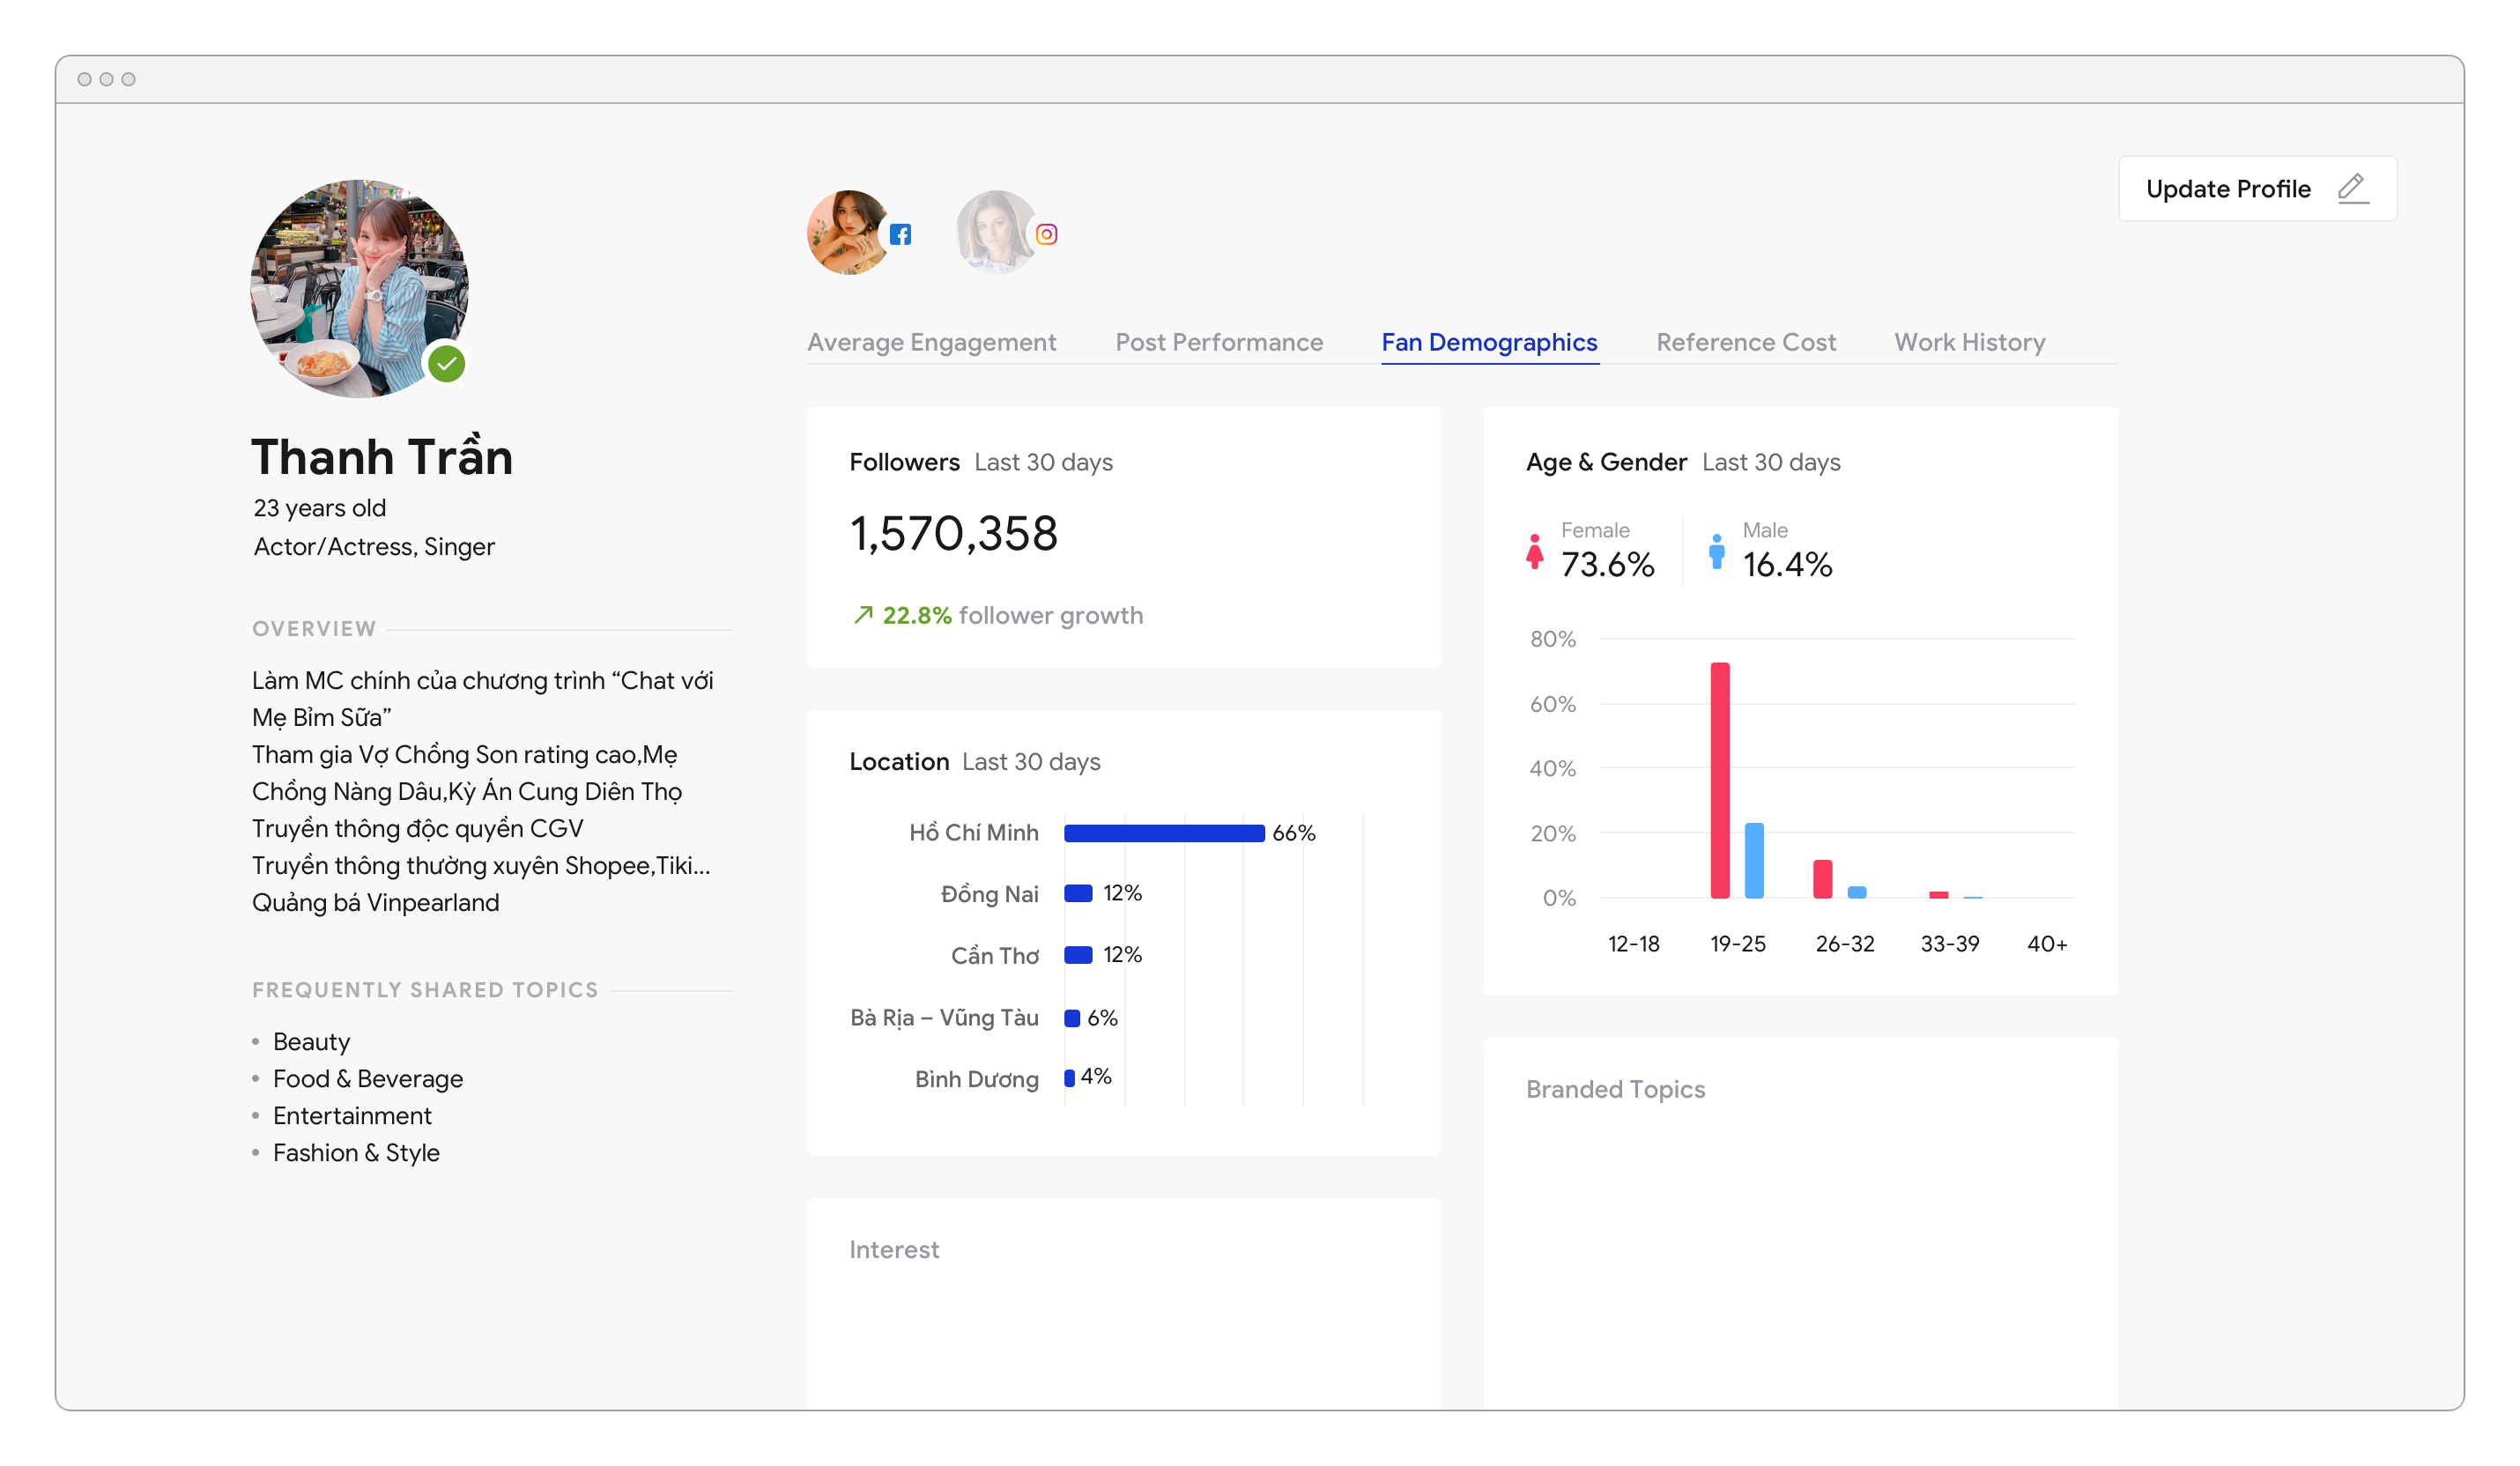 Update Profile
Thanh Trần
23 years old
Actor/Actress, Singer
OVERVIEW
Làm MC chính của chương trình “Chat với
Mẹ Bỉm Sữa”
Tham gia Vợ Chồng Son rating cao,Mẹ
Chồng Nàng Dâu,Kỳ Án Cung Diên Thọ
Truyền thông độc quyền CGV
Truyền thông thường xuyên Shopee,Tiki...
Quảng bá Vinpearland
FREQUENTLY SHARED TOPICS
• Beauty
• Food & Beverage
• Entertainment
• Fashion & Style
Average Engagement Post Performance Fan Demographics Reference Cost Work History
Followers Last 30 days
1,570,358
22.8% follower growth
Location Last 30 days
Hồ Chí Minh 66%
Đồng Nai 12%
Cần Thơ 12%
Bà Rịa – Vũng Tàu 6%
Bình Dương 4%
Interest
Age & Gender Last 30 days
Female Male
73.6% 16.4%
80%
60%
40%
20%
0%
12-18 19-25 26-32 33-39 40+
Branded Topics